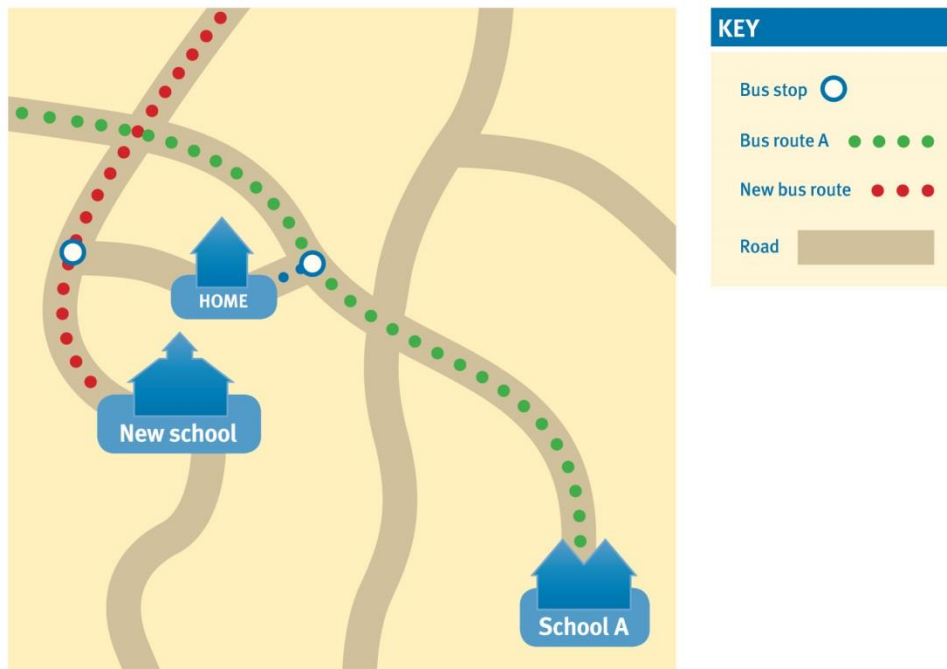 HOME
New school
School A
KEY
Bus stop
Bus route A
New bus route
Road